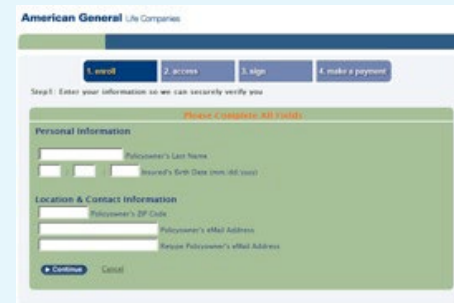 American General Life Companies
1. enroll 2. access 3. sign 4. make a payment
Step1: Enter your information so we can securely verify you
Please Complete All Fields
Personal Information
Policyowner's Last Name
Insured's Birth Date (mm/dd/yyyy)
Location & Contact Information
Policyowner's ZIP Code
Policyowner's eMail Address
Retype Policyowner's eMail Address
Continue Cancel